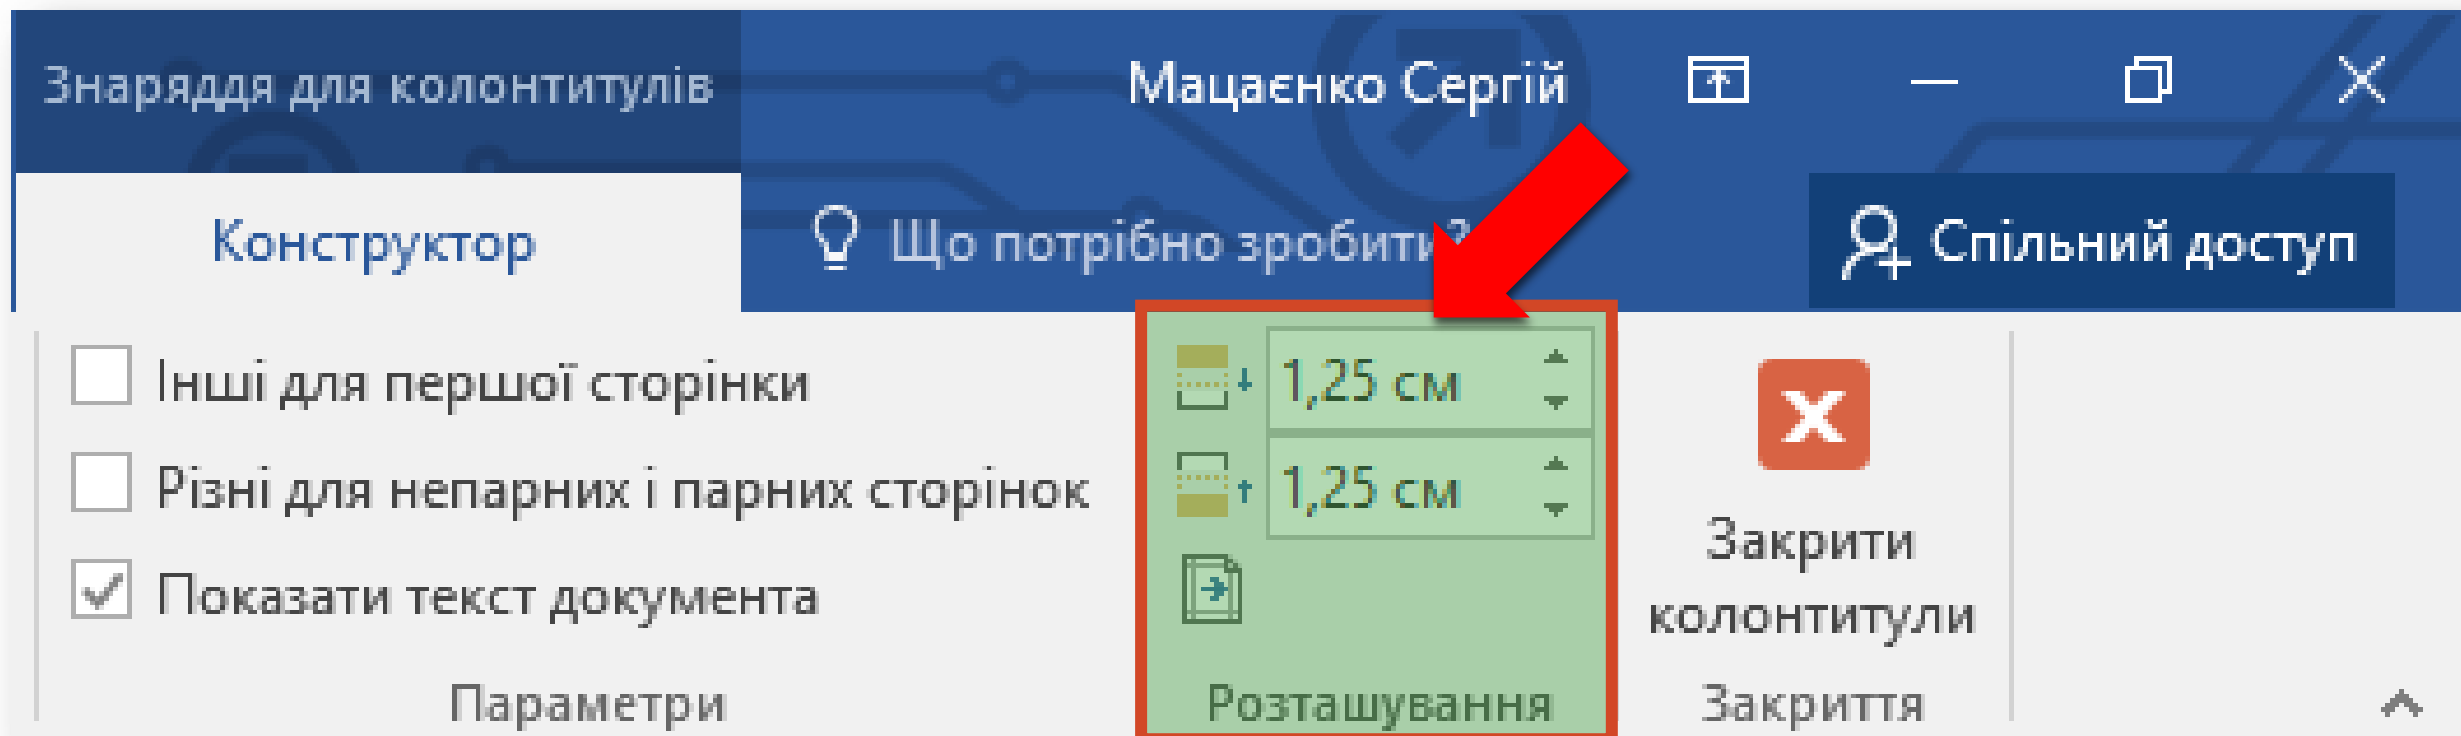 Знаряддя для колонтитулів
Мацаєнко Сергій
Конструктор
Що потрібно зробити?
Спільний доступ
Інші для першої сторінки
Різні для непарних і парних сторінок
Показати текст документа
Параметри
1,25 см
1,25 см
Розташування
Закрити
колонтитули
Закриття